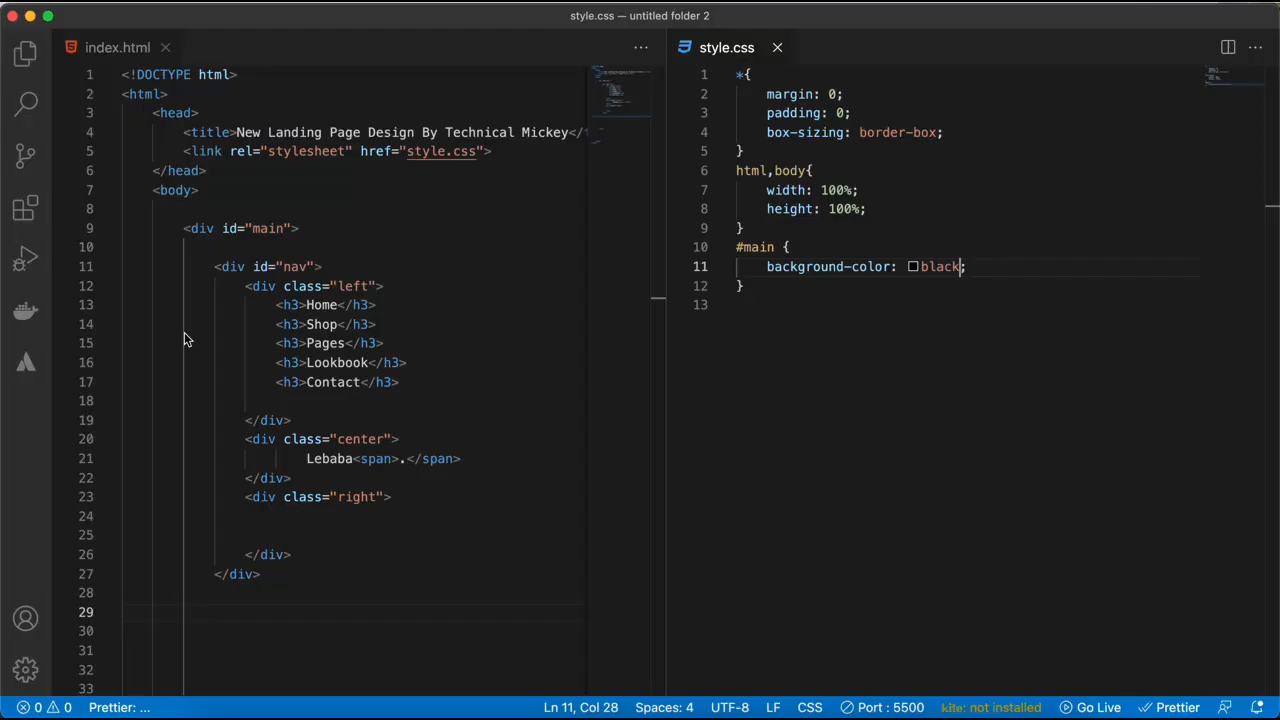 style.css — untitled folder 2
index.html
style.css
1 <!DOCTYPE html>
2 <html>
3 <head>
4 <title>New Landing Page Design By Technical Mickey</
5 <link rel="stylesheet" href="style.css">
6 </head>
7 <body>
8
9 <div id="main">
10
11 <div id="nav">
12 <div class="left">
13 <h3>Home</h3>
14 <h3>Shop</h3>
15 <h3>Pages</h3>
16 <h3>Lookbook</h3>
17 <h3>Contact</h3>
18
19 </div>
20 <div class="center">
21 Lebaba<span>.</span>
22 </div>
23 <div class="right">
24
25
26 </div>
27 </div>
28
29
30
31
32
33
1 *{
2 margin: 0;
3 padding: 0;
4 box-sizing: border-box;
5 }
6 html,body{
7 width: 100%;
8 height: 100%;
9 }
10 #main {
11 background-color: black;
12 }
13
0 0 Prettier: ... Ln 11, Col 28 Spaces: 4 UTF-8 LF CSS Port : 5500 kite: not installed Go Live Prettier